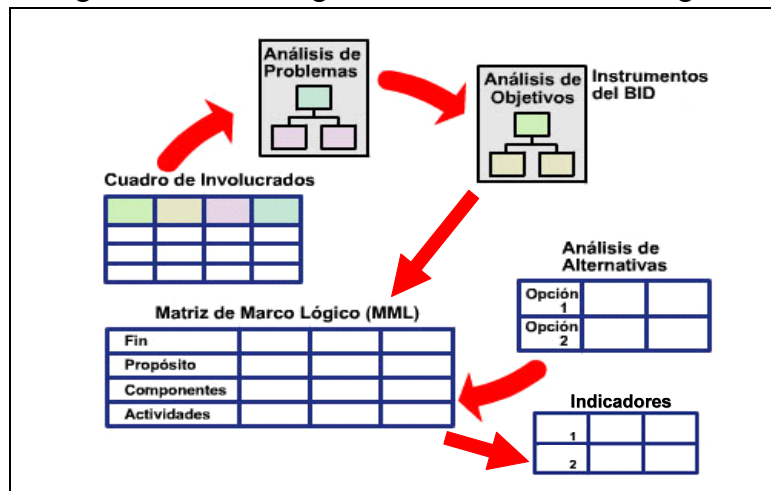 Análisis de
Problemas
Análisis de
Objetivos
Instrumentos
del BID
Cuadro de Involucrados
Análisis de
Alternativas
Opción
1
Opción
2
Matriz de Marco Lógico (MML)
Fin
Propósito
Componentes
Actividades
Indicadores
1
2